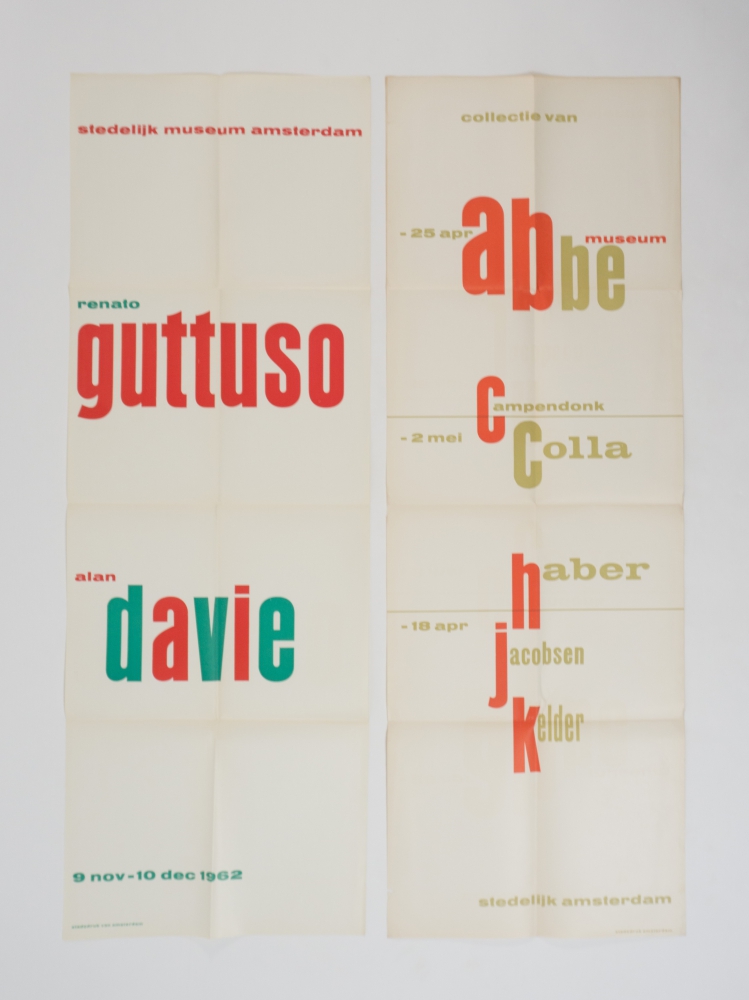 stedelijk museum amsterdam
renato
guttuso
alan
davie
9 nov-10 dec 1962
collectie van
- 25 apr abbe museum
campendonk
- 2 mei colla
haber
- 18 apr jacobsen
kelder
stedelijk amsterdam